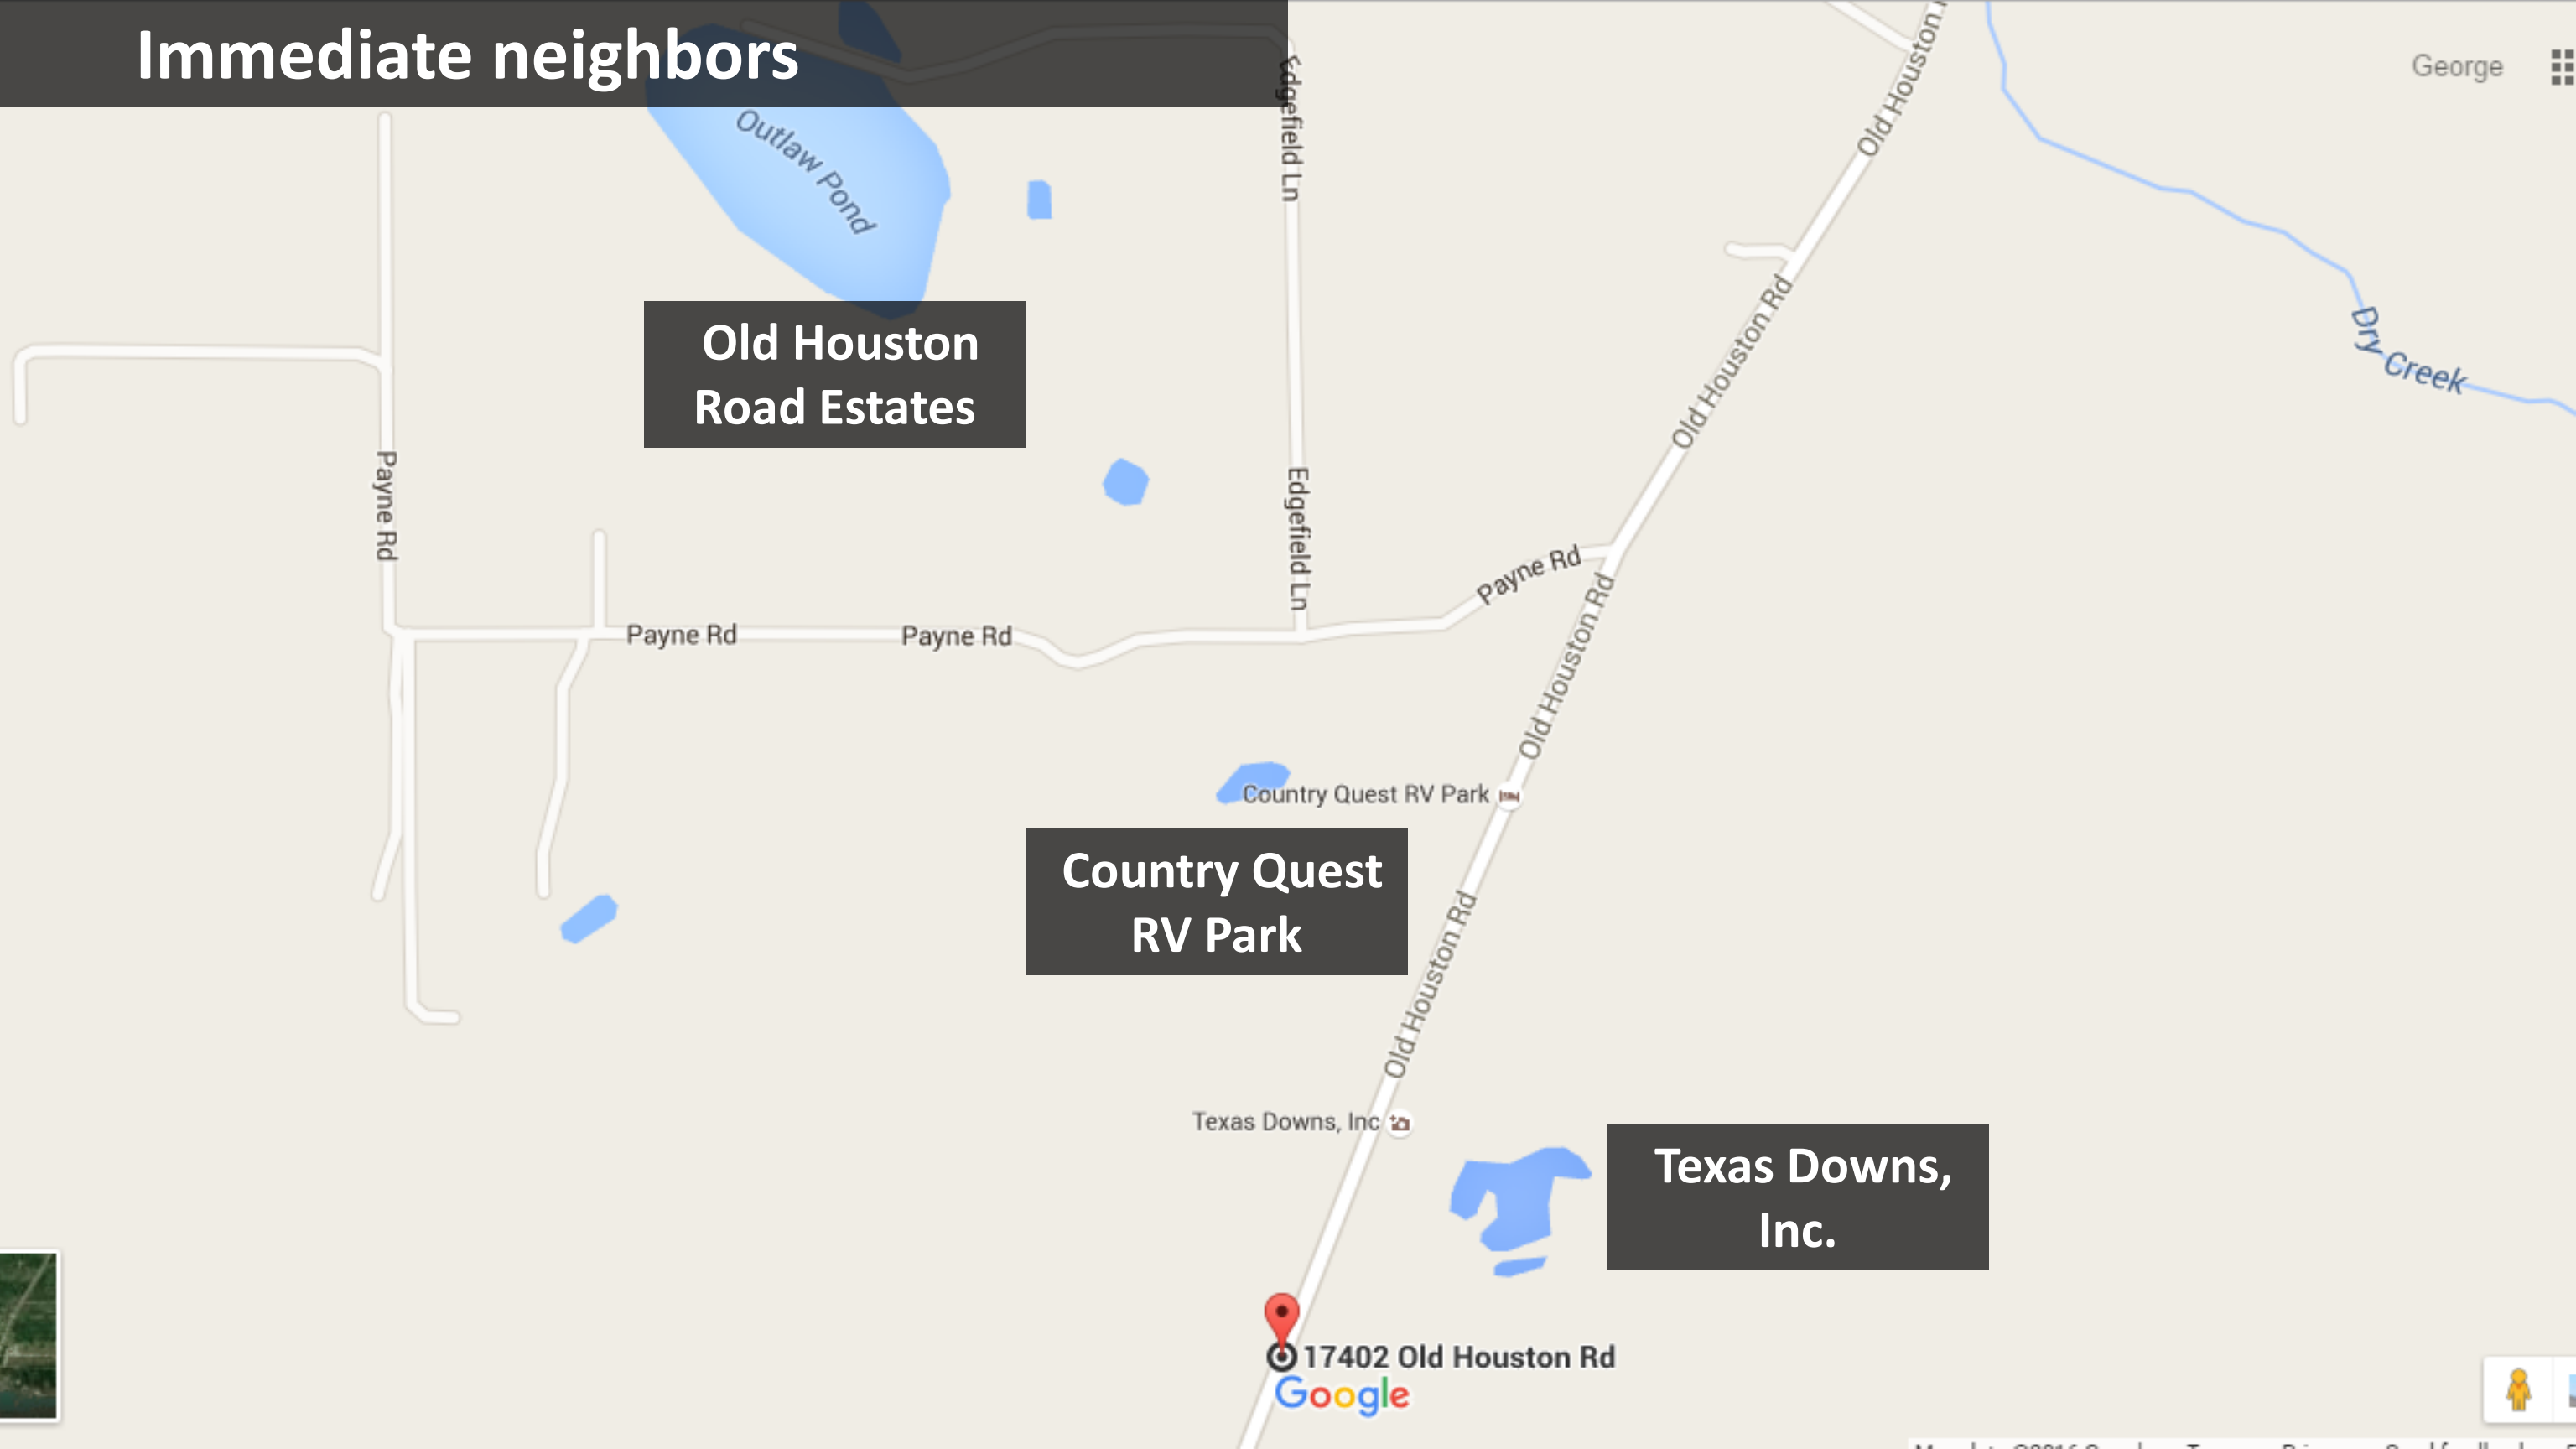 Immediate neighbors
George
Edgefield Ln
Old Houston
Outlaw Pond
Old Houston
Road Estates
Old Houston Rd
Dry Creek
Payne Rd
Edgefield Ln
Payne Rd
Old Houston Rd
Payne Rd
Payne Rd
Country Quest RV Park
Country Quest
RV Park
Old Houston Rd
Texas Downs, Inc
Texas Downs,
Inc.
17402 Old Houston Rd
Google